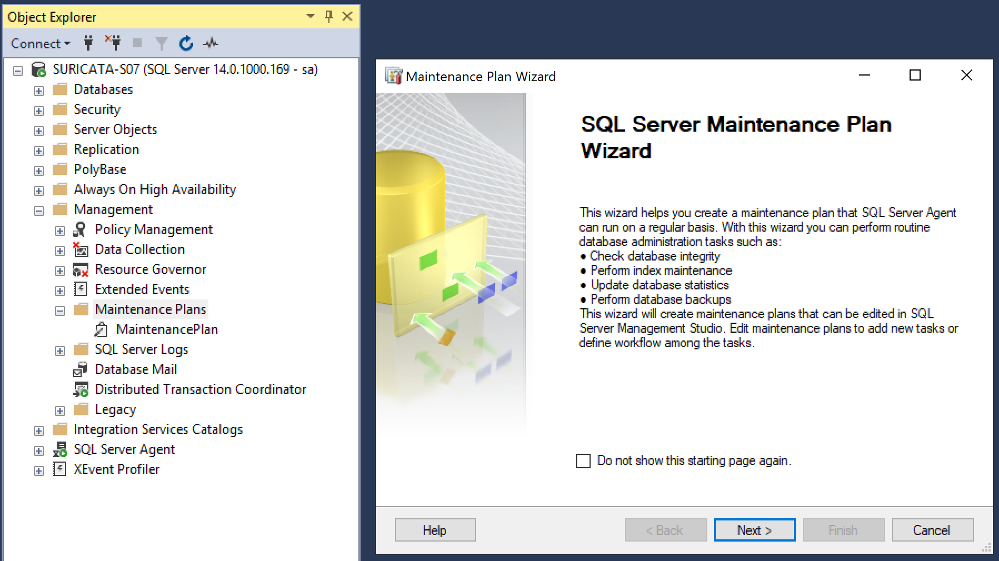 Object Explorer
Connect
SURICATA-S07 (SQL Server 14.0.1000.169 - sa)
Databases
Security
Server Objects
Replication
PolyBase
Always On High Availability
Management
Policy Management
Data Collection
Resource Governor
Extended Events
Maintenance Plans
MaintenancePlan
SQL Server Logs
Database Mail
Distributed Transaction Coordinator
Legacy
Integration Services Catalogs
SQL Server Agent
XEvent Profiler
Maintenance Plan Wizard
SQL Server Maintenance Plan
Wizard
This wizard helps you create a maintenance plan that SQL Server Agent
can run on a regular basis. With this wizard you can perform routine
database administration tasks such as:
● Check database integrity
● Perform index maintenance
● Update database statistics
● Perform database backups
This wizard will create maintenance plans that can be edited in SQL
Server Management Studio. Edit maintenance plans to add new tasks or
define workflow among the tasks.
Do not show this starting page again.
Help
< Back
Next >
Finish
Cancel